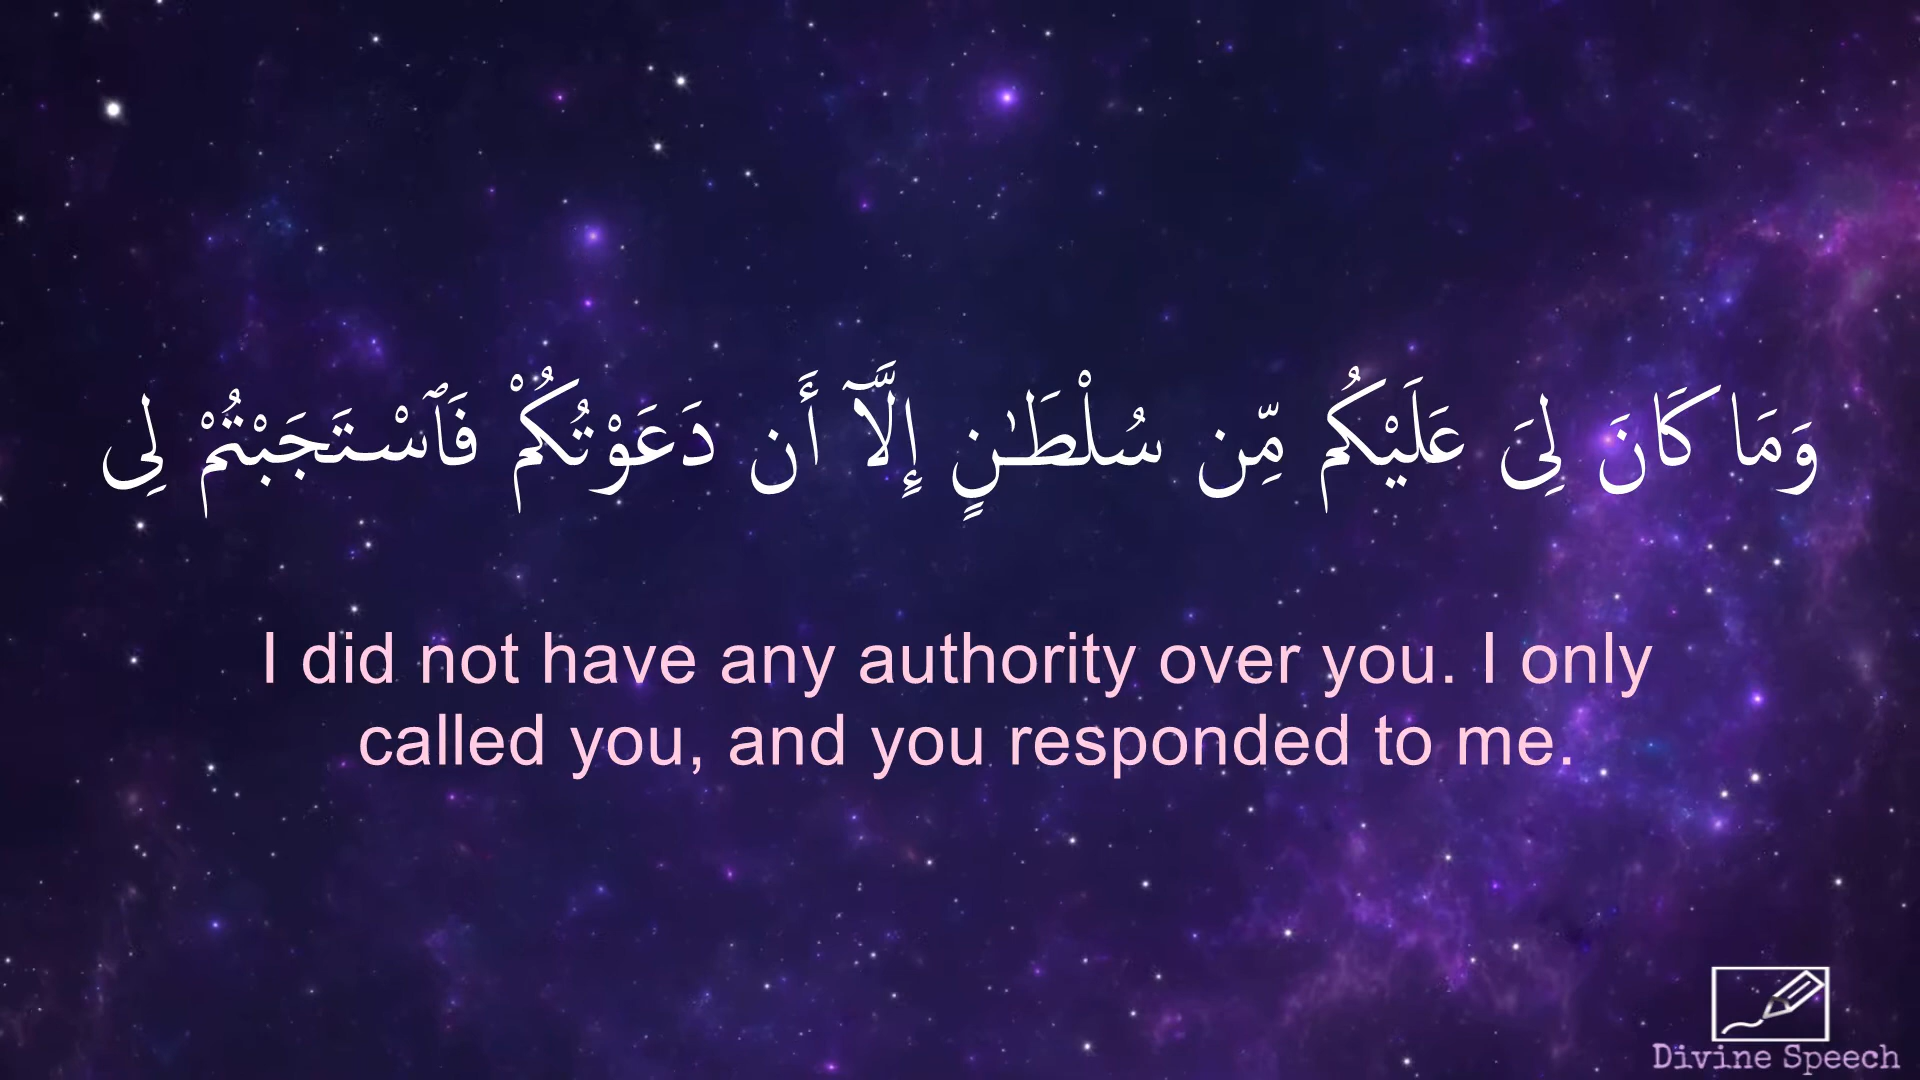 وَمَا كَانَ لِىَ عَلَيْكُم مِّن سُلْطَـٰنٍ إِلَّآ أَن دَعَوْتُكُمْ فَٱسْتَجَبْتُمْ لِى
I did not have any authority over you. I only
called you, and you responded to me.
Divine Speech